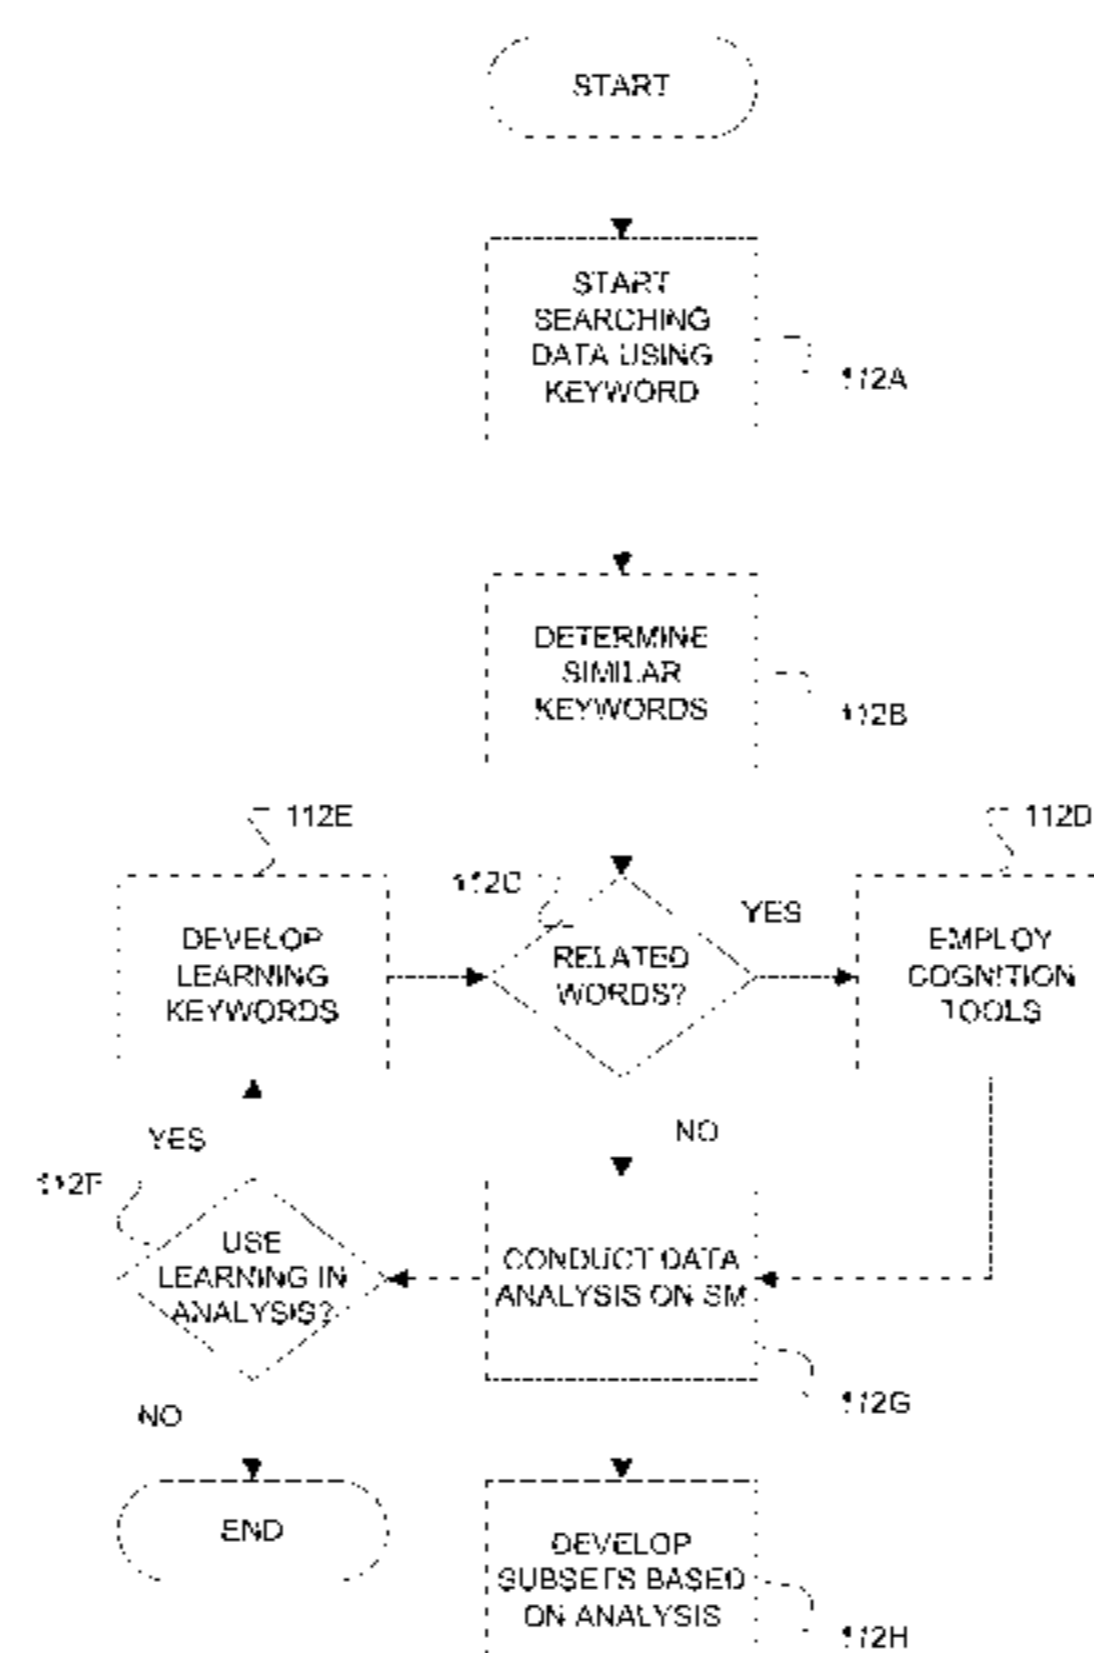 START
START
SEARCHING
DATA USING
KEYWORD
112A
DETERMINE
SIMILAR
KEYWORDS
112B
112E
112D
112C
YES
DEVELOP
LEARNING
KEYWORDS
RELATED
WORDS?
EMPLOY
COGNITION
TOOLS
NO
YES
112F
USE
LEARNING IN
ANALYSIS?
CONDUCT DATA
ANALYSIS ON SM
112G
NO
END
DEVELOP
SUBSETS BASED
ON ANALYSIS
112H